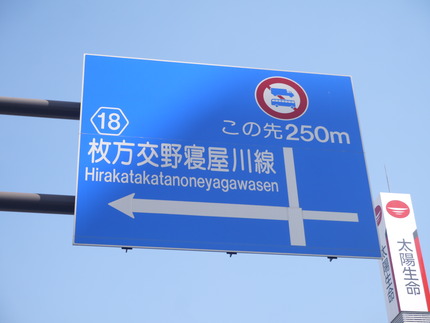 18
この先250m
枚方交野寝屋川線
Hirakatakatanoneyagawasen
太陽生命